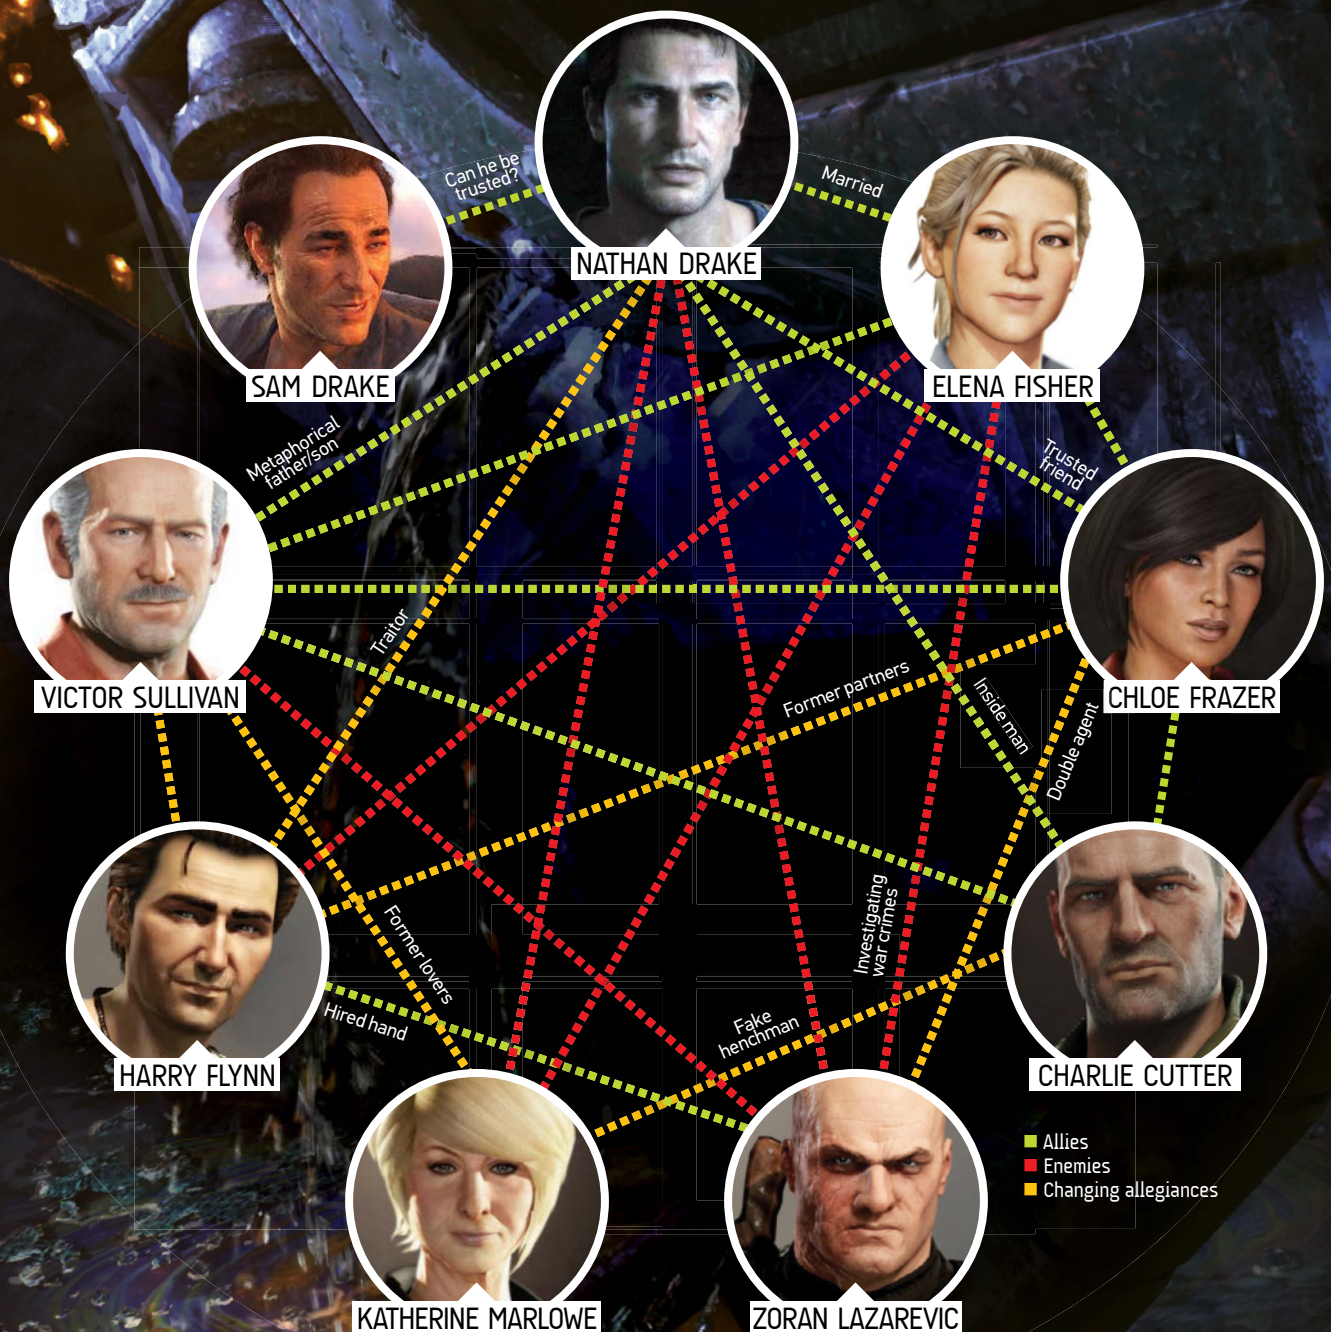 Can he be
trusted?
Married
NATHAN DRAKE
SAM DRAKE
ELENA FISHER
Metaphorical
father/son
Trusted
friend
Traitor
VICTOR SULLIVAN
Former partners
Inside man
CHLOE FRAZER
Double agent
Former lovers
Investigating
war crimes
Hired hand
Fake
henchman
HARRY FLYNN
CHARLIE CUTTER
Allies
Enemies
Changing allegiances
KATHERINE MARLOWE
ZORAN LAZAREVIC